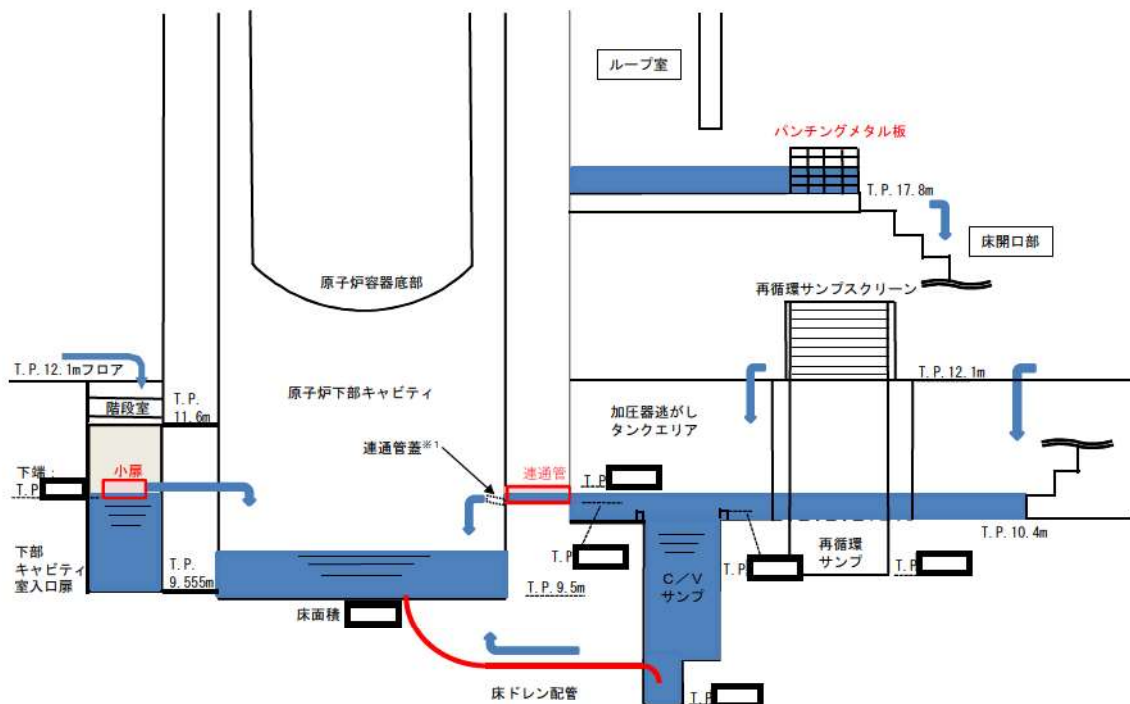 ループ室
パンチングメタル板
T.P.17.8m
床開口部
原子炉容器底部
再循環サンプスクリーン
T.P.12.1mフロア
T.P.12.1m
階段室
T.P.
11.6m
原子炉下部キャビティ
加圧器逃がし
タンクエリア
連通管蓋※1
連通管
下端：
小扉
T.P
T.P
T.P.10.4m
下部
キャビティ
室入口扉
T.P.
9.555m
T.P
T.P
再循環
サンプ
T.P
T.P.9.5m
C/V
サンプ
床面積
床ドレン配管
T.P